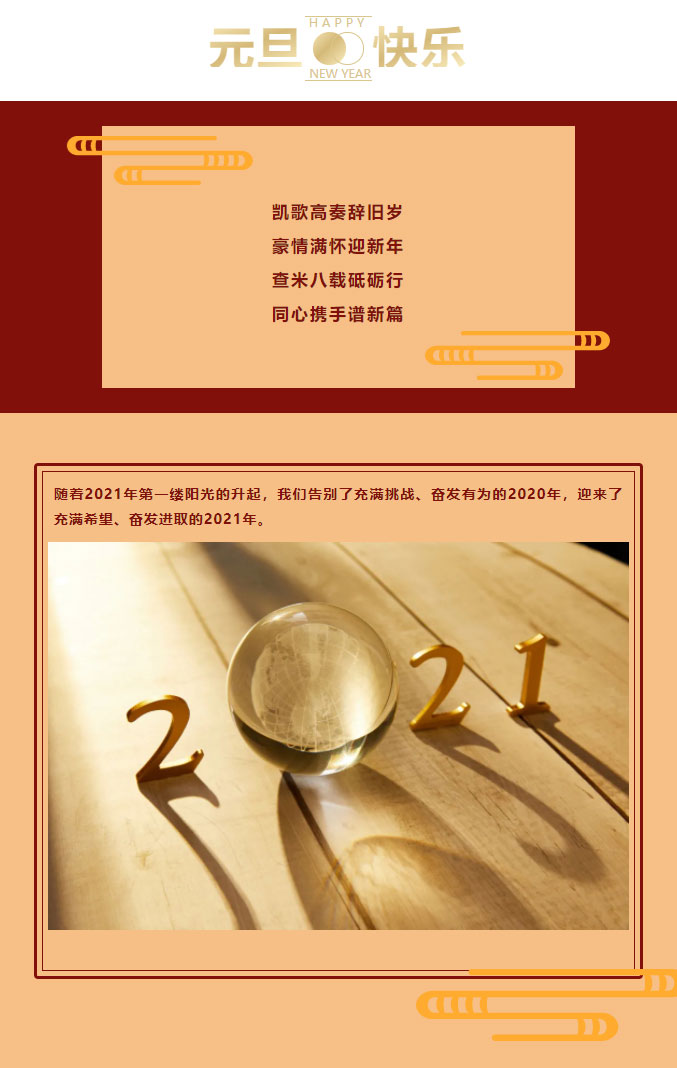 HAPPY
元旦 快乐
NEW YEAR
凯歌高奏辞旧岁
豪情满怀迎新年
查米八载砥砺行
同心携手谱新篇
随着2021年第一缕阳光的升起，我们告别了充满挑战、奋发有为的2020年，迎来了
充满希望、奋发进取的2021年。
2 21